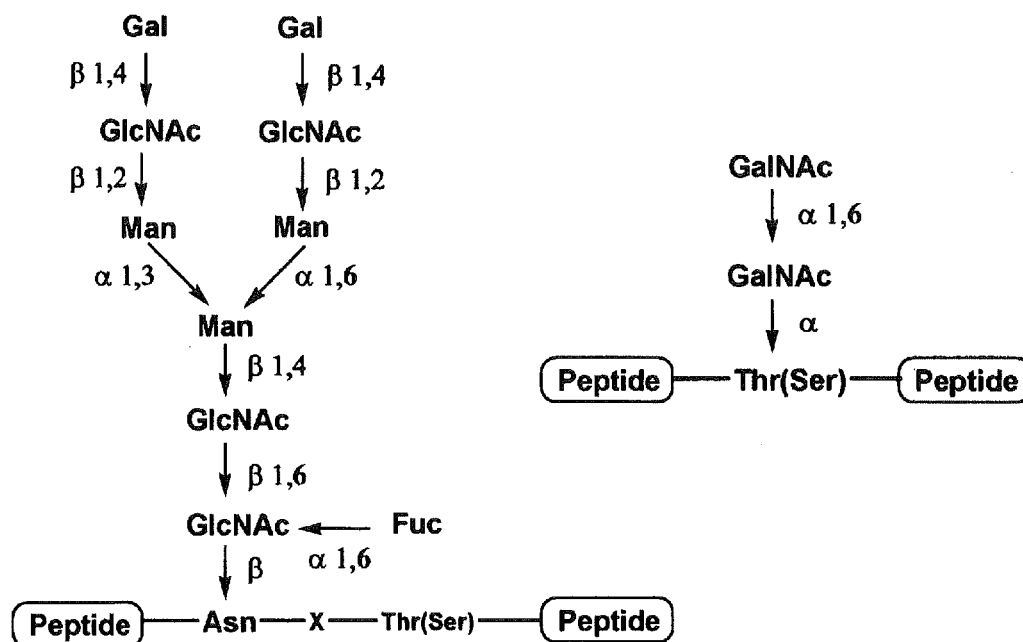 Gal Gal
β 1,4 β 1,4
GlcNAc GlcNAc
β 1,2 β 1,2
Man Man
α 1,3 α 1,6
Man
β 1,4
GlcNAc
β 1,6
GlcNAc Fuc
β α 1,6
Peptide Asn X Thr(Ser) Peptide
GalNAc
α 1,6
GalNAc
α
Peptide Thr(Ser) Peptide